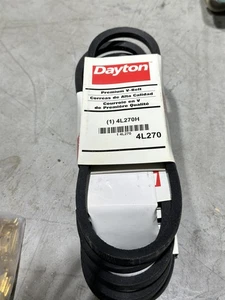 Dayton
Premium V-Belt
Correas de Alta Calidad
Courroie en V
de Première Qualité
(1) 4L270H
4L270